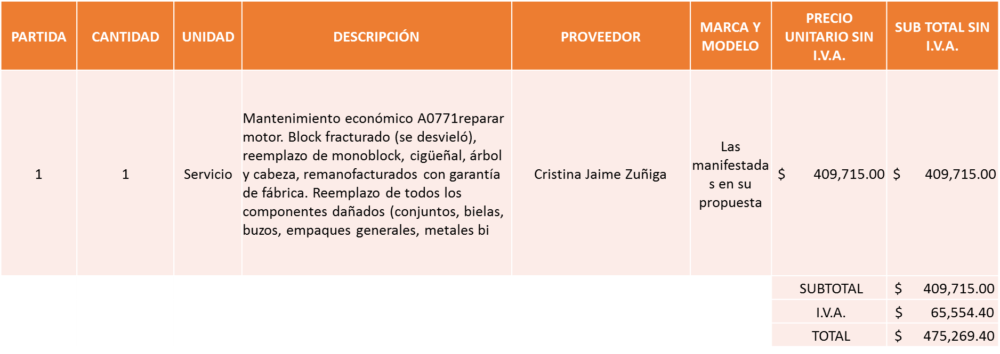 PARTIDA
CANTIDAD
UNIDAD
DESCRIPCIÓN
PROVEEDOR
MARCA Y
MODELO
PRECIO
UNITARIO SIN
I.V.A.
SUB TOTAL SIN
I.V.A.
1
1
Servicio
Mantenimiento económico A0771reparar
motor. Block fracturado (se desvieló),
reemplazo de monoblock, cigüeñal, árbol
y cabeza, remanofacturados con garantía
de fábrica. Reemplazo de todos los
componentes dañados (conjuntos, bielas,
buzos, empaques generales, metales bi
Cristina Jaime Zuñiga
Las
manifestada
s en su
propuesta
$ 409,715.00
$ 409,715.00
SUBTOTAL $ 409,715.00
I.V.A. $ 65,554.40
TOTAL $ 475,269.40